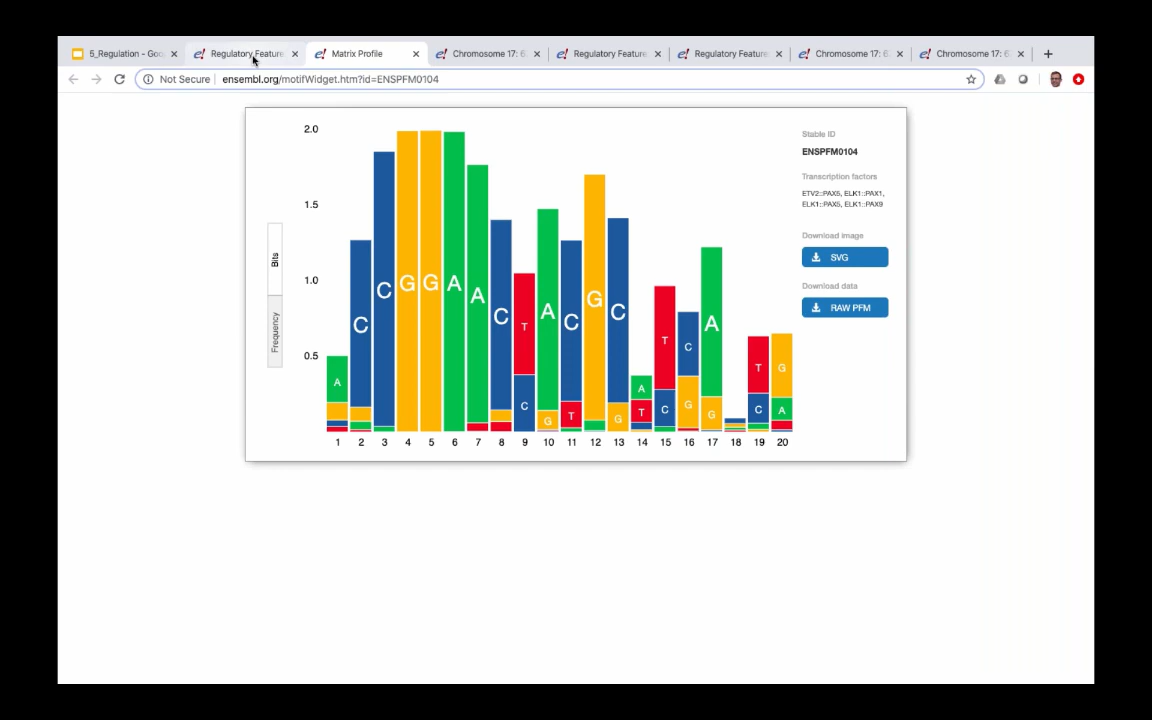 5_Regulation - Goo
Regulatory Feature
Matrix Profile
Chromosome 17: 6
Regulatory Feature
Regulatory Feature
Chromosome 17: 6
Chromosome 17: 6
Not Secure
ensembl.org/motifWidget.htm?id=ENSPFM0104
Bits
Frequency
2.0
1.5
1.0
0.5
A
C
C
G
G
A
A
C
T
C
A
G
C
T
G
C
G
A
T
T
C
C
G
A
G
T
C
G
A
1 2 3 4 5 6 7 8 9 10 11 12 13 14 15 16 17 18 19 20
Stable ID
ENSPFM0104
Transcription factors
ETV2::PAX5, ELK1::PAX1,
ELK1::PAX5, ELK1::PAX9
Download image
SVG
Download data
RAW PFM